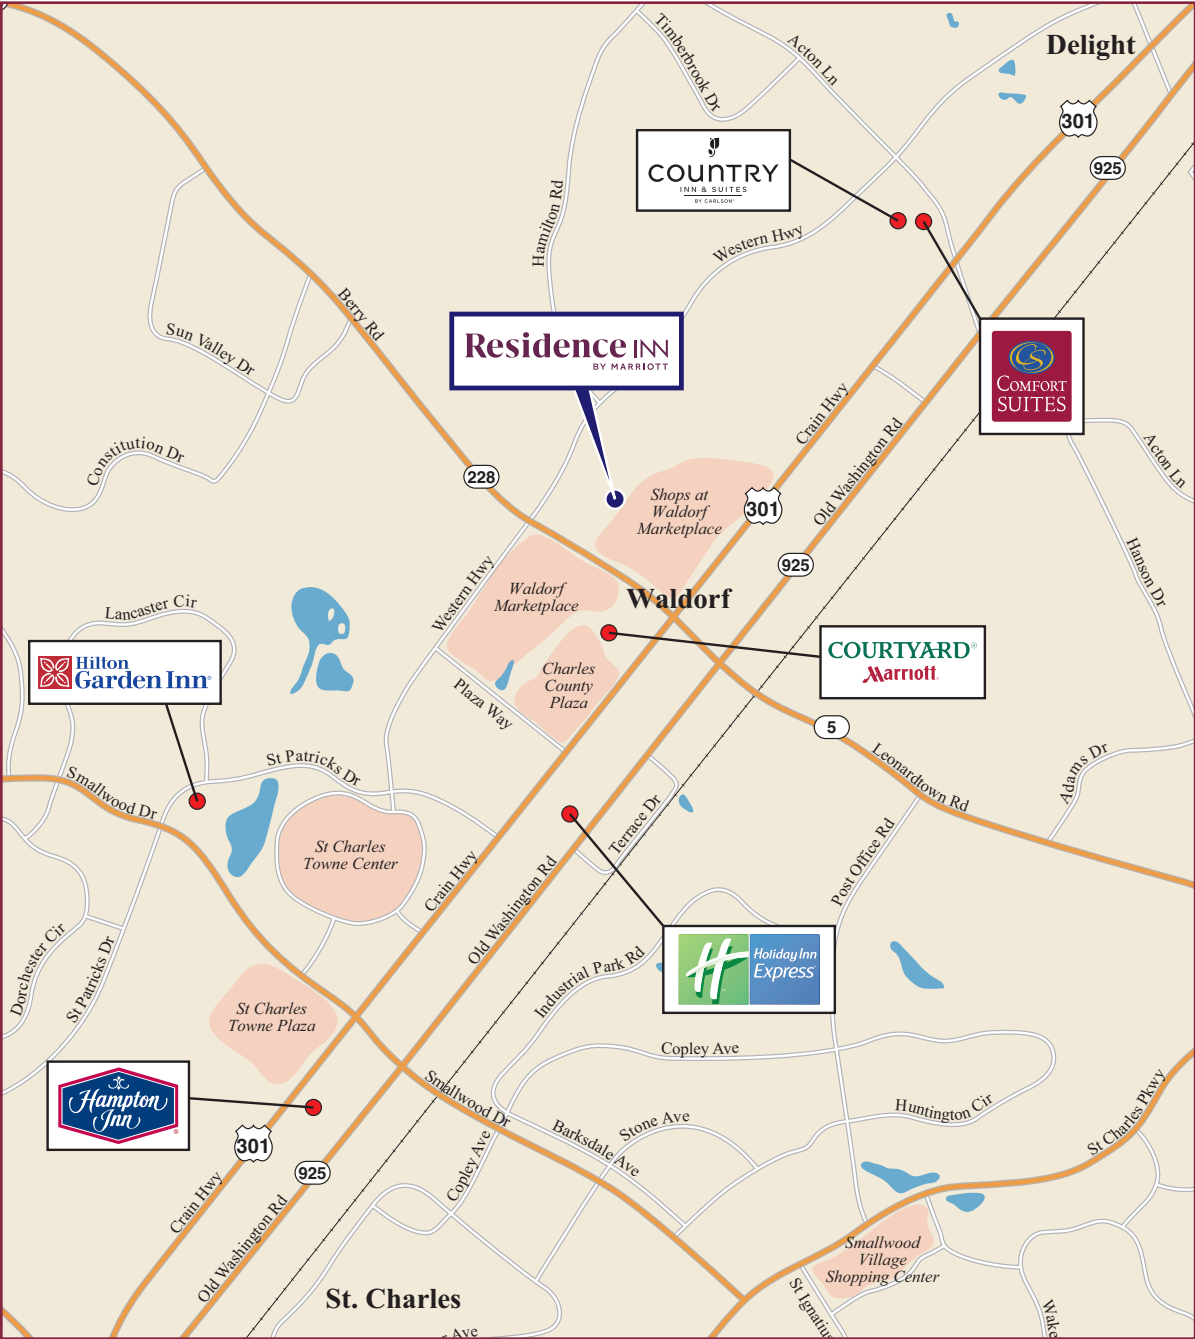 Delight
Timberbrook Dr
Acton Ln
301
925
COUNTRY
INN & SUITES
BY CARLSON
Hamilton Rd
Western Hwy
Berry Rd
Sun Valley Dr
Residence INN
BY MARRIOTT
CS
COMFORT
SUITES
Crain Hwy
Old Washington Rd
Constitution Dr
Acton Ln
228
Shops at
Waldorf
Marketplace
301
925
Hanson Dr
Western Hwy
Waldorf
Marketplace
Waldorf
Lancaster Cir
Hilton
Garden Inn
COURTYARD®
Marriott
Charles
County
Plaza
Plaza Way
5
Leonardtown Rd
Adams Dr
St Patricks Dr
Smallwood Dr
Terrace Dr
St Charles
Towne Center
Crain Hwy
Old Washington Rd
Post Office Rd
Dorchester Cir
St Patricks Dr
Industrial Park Rd
H
Holiday Inn
Express
St Charles
Towne Plaza
Copley Ave
Hampton
Inn
Smallwood Dr
Stone Ave
Barksdale Ave
Huntington Cir
St Charles Pkwy
301
925
Copley Ave
Crain Hwy
Old Washington Rd
Smallwood
Village
Shopping Center
St. Charles
St Ignatius
Wake
Ave